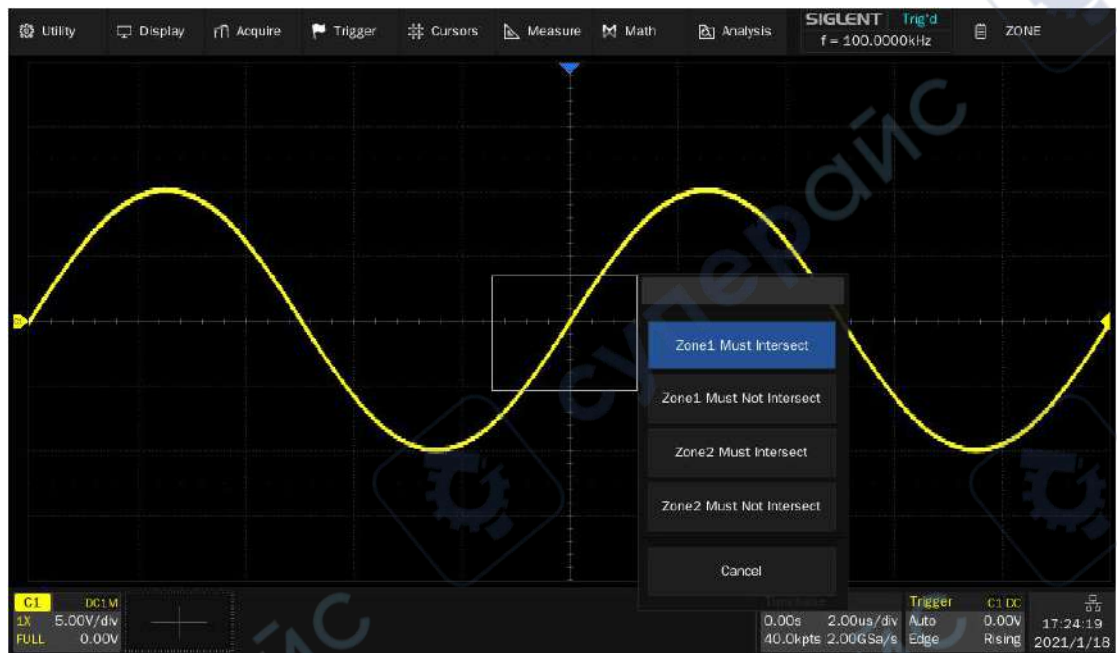 Utility Display Acquire Trigger Cursors Measure Math Analysis
SIGLENT Trig'd
f = 100.0000kHz
ZONE
Zone1 Must Intersect
Zone1 Must Not Intersect
Zone2 Must Intersect
Zone2 Must Not Intersect
Cancel
C1 DC1M
1X 5.00V/div
FULL 0.00V
Timebase
0.00s 2.00us/div
40.0kpts 2.00GSa/s
Trigger C1 DC
Auto 0.00V
Edge Rising
17:24:19
2021/1/18
супераис